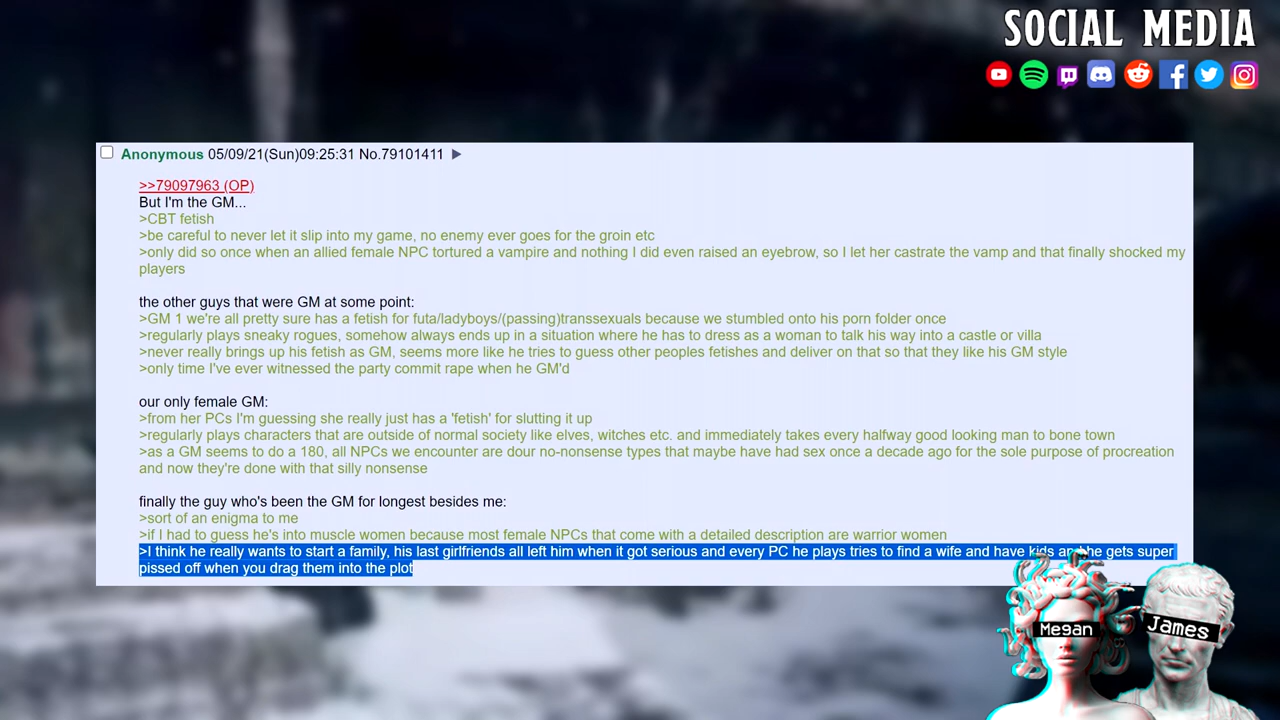 SOCIAL MEDIA
Anonymous 05/09/21(Sun)09:25:31 No.79101411
>>79097963 (OP)
But I'm the GM...
>CBT fetish
>be careful to never let it slip into my game, no enemy ever goes for the groin etc
>only did so once when an allied female NPC tortured a vampire and nothing I did even raised an eyebrow, so I let her castrate the vamp and that finally shocked my
players
the other guys that were GM at some point:
>GM 1 we're all pretty sure has a fetish for futa/ladyboys/(passing)transsexuals because we stumbled onto his porn folder once
>regularly plays sneaky rogues, somehow always ends up in a situation where he has to dress as a woman to talk his way into a castle or villa
>never really brings up his fetish as GM, seems more like he tries to guess other peoples fetishes and deliver on that so that they like his GM style
>only time I've ever witnessed the party commit rape when he GM'd
our only female GM:
>from her PCs I'm guessing she really just has a 'fetish' for slutting it up
>regularly plays characters that are outside of normal society like elves, witches etc. and immediately takes every halfway good looking man to bone town
>as a GM seems to do a 180, all NPCs we encounter are dour no-nonsense types that maybe have had sex once a decade ago for the sole purpose of procreation
and now they're done with that silly nonsense
finally the guy who's been the GM for longest besides me:
>sort of an enigma to me
>if I had to guess he's into muscle women because most female NPCs that come with a detailed description are warrior women
>I think he really wants to start a family, his last girlfriends all left him when it got serious and every PC he plays tries to find a wife and have kids and he gets super
pissed off when you drag them into the plot
Megan
James